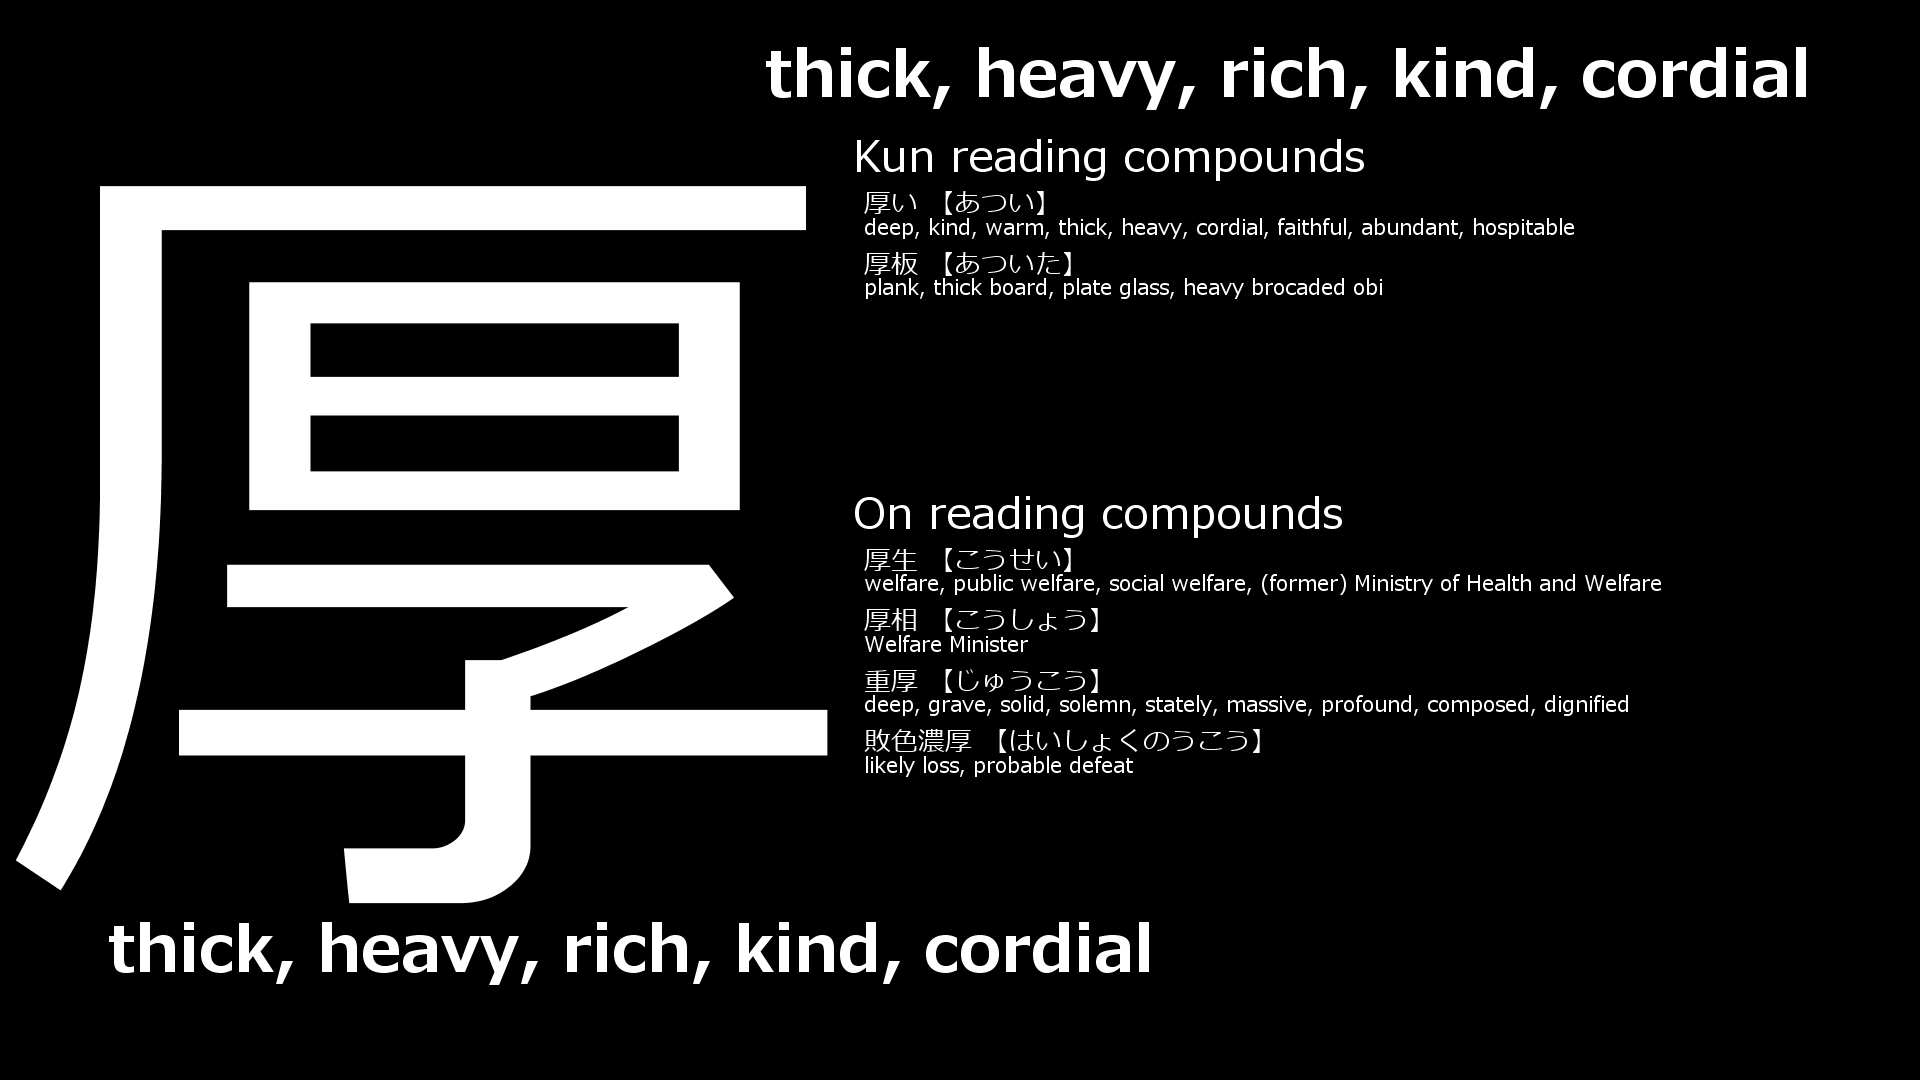 thick, heavy, rich, kind, cordial
厚
Kun reading compounds
厚い 【あつい】
deep, kind, warm, thick, heavy, cordial, faithful, abundant, hospitable
厚板 【あついた】
plank, thick board, plate glass, heavy brocaded obi
On reading compounds
厚生 【こうせい】
welfare, public welfare, social welfare, (former) Ministry of Health and Welfare
厚相 【こうしょう】
Welfare Minister
重厚 【じゅうこう】
deep, grave, solid, solemn, stately, massive, profound, composed, dignified
敗色濃厚 【はいしょくのうこう】
likely loss, probable defeat
thick, heavy, rich, kind, cordial